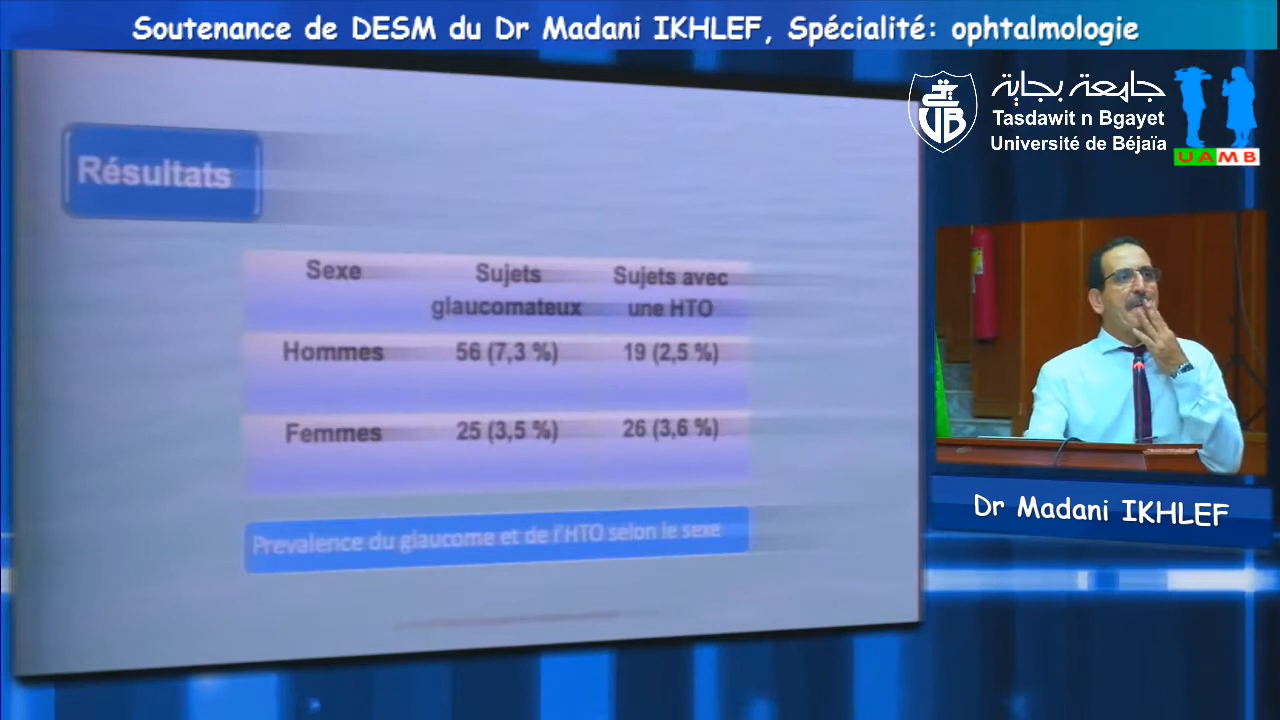 Soutenance de DESM du Dr Madani IKHLEF, Spécialité: ophtalmologie
جامعة بجاية
Tasdawit n Bgayet
Université de Béjaïa
UAMB
Résultats
Sexe Sujets glaucomateux Sujets avec une HTO
Hommes 56 (7,3 %) 19 (2,5 %)
Femmes 25 (3,5 %) 26 (3,6 %)
Prevalence du glaucome et de l'HTO selon le sexe
Dr Madani IKHLEF